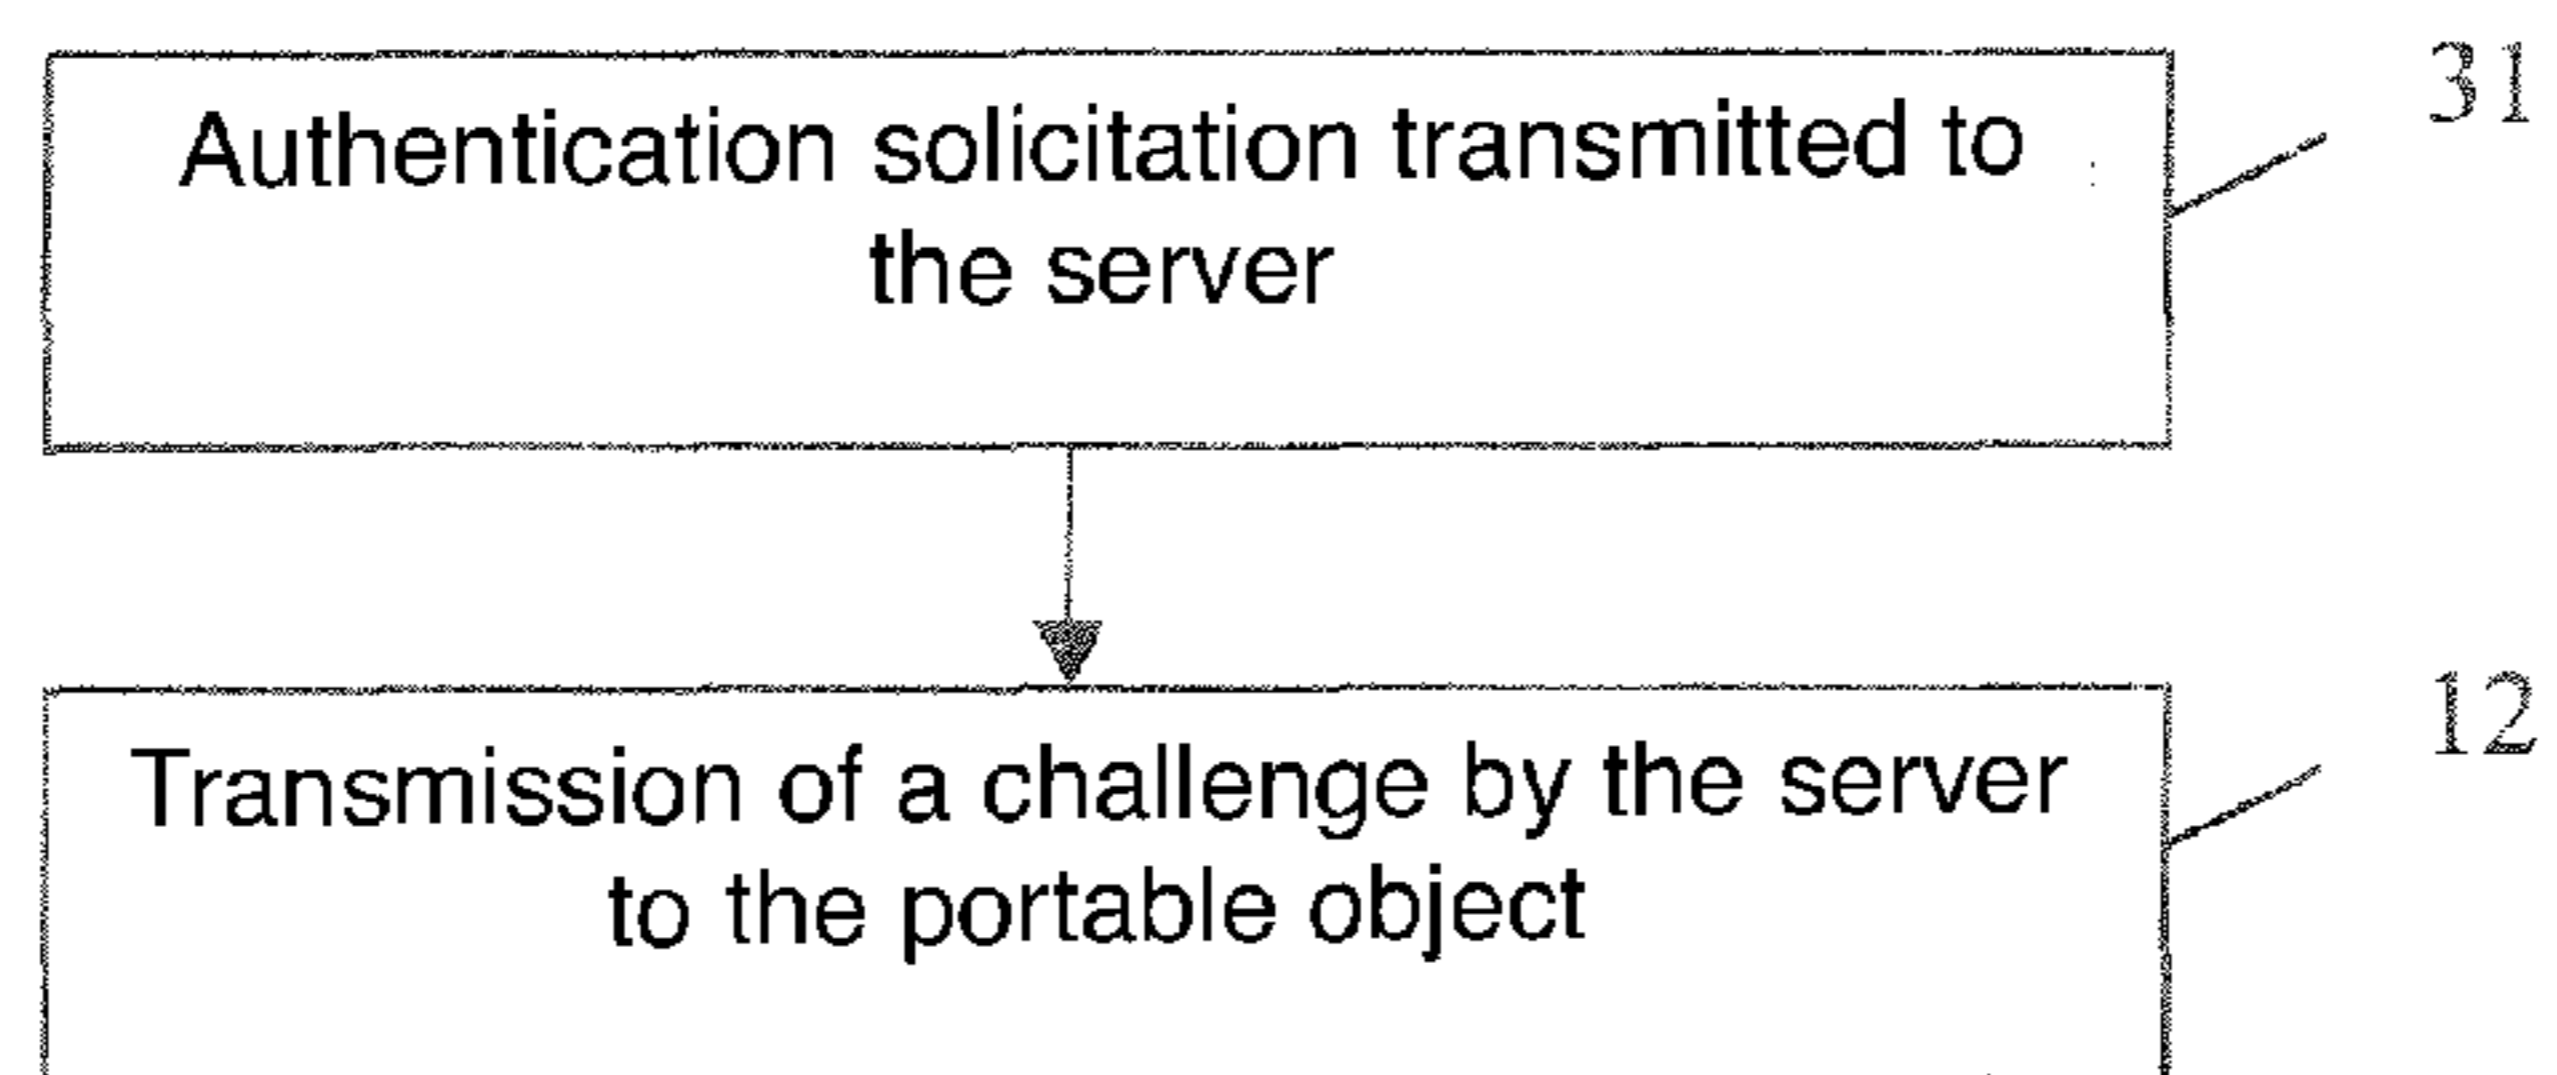 31
Authentication solicitation transmitted to
the server
12
Transmission of a challenge by the server
to the portable object